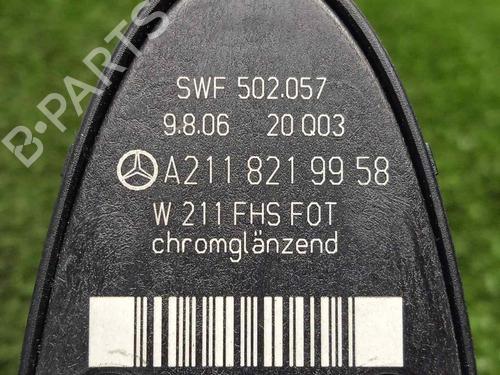 SWF 502.057
9.8.06 20 Q03
A211 821 99 58
W 211 FHS FOT
chromglänzend
B-PARTS